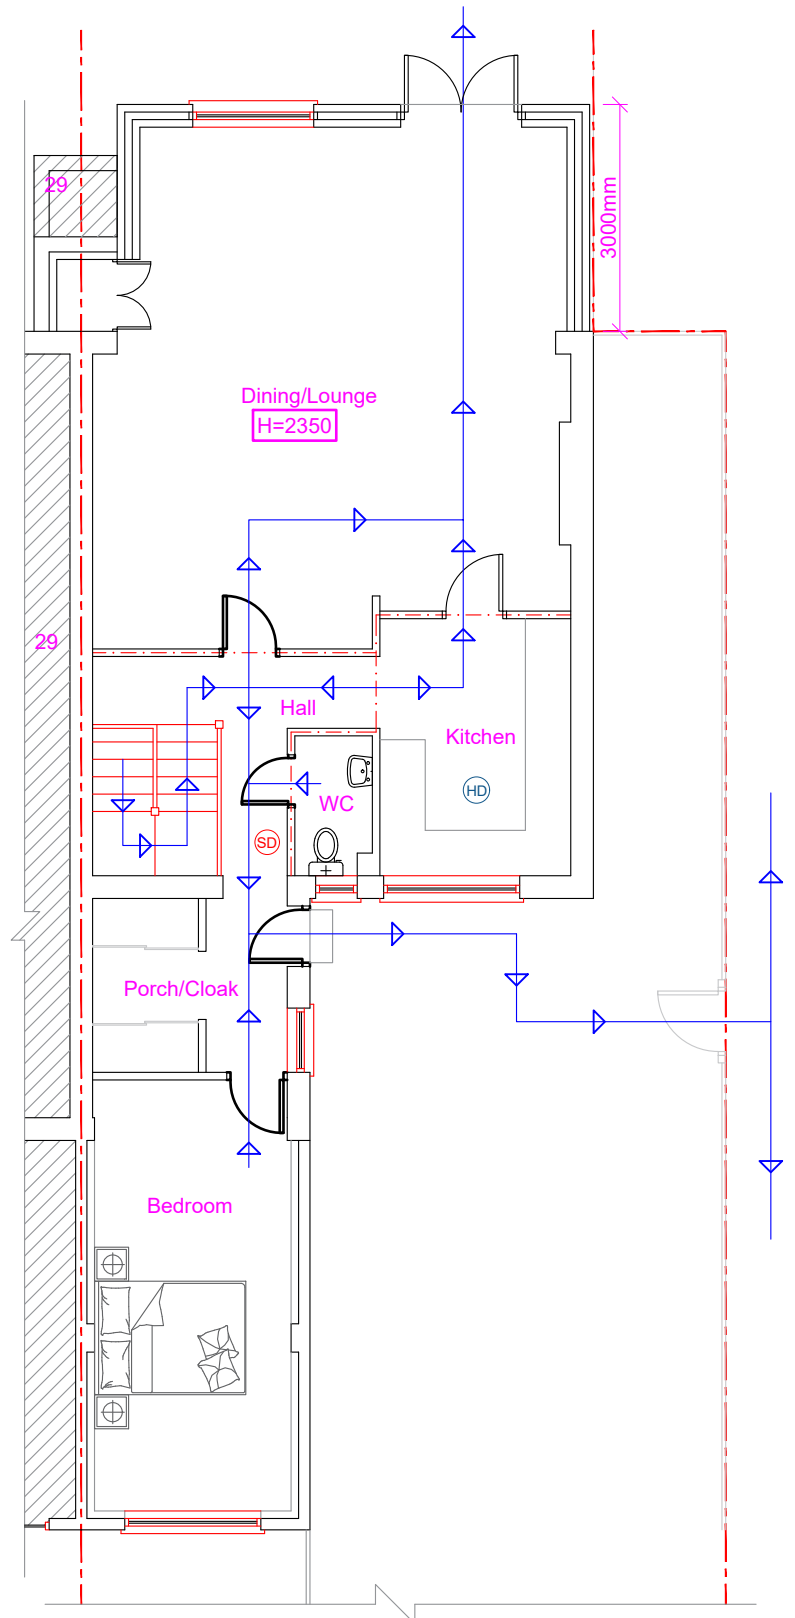 29
3000mm
Dining/Lounge
H=2350
29
Hall
Kitchen
HD
WC
SD
Porch/Cloak
Bedroom